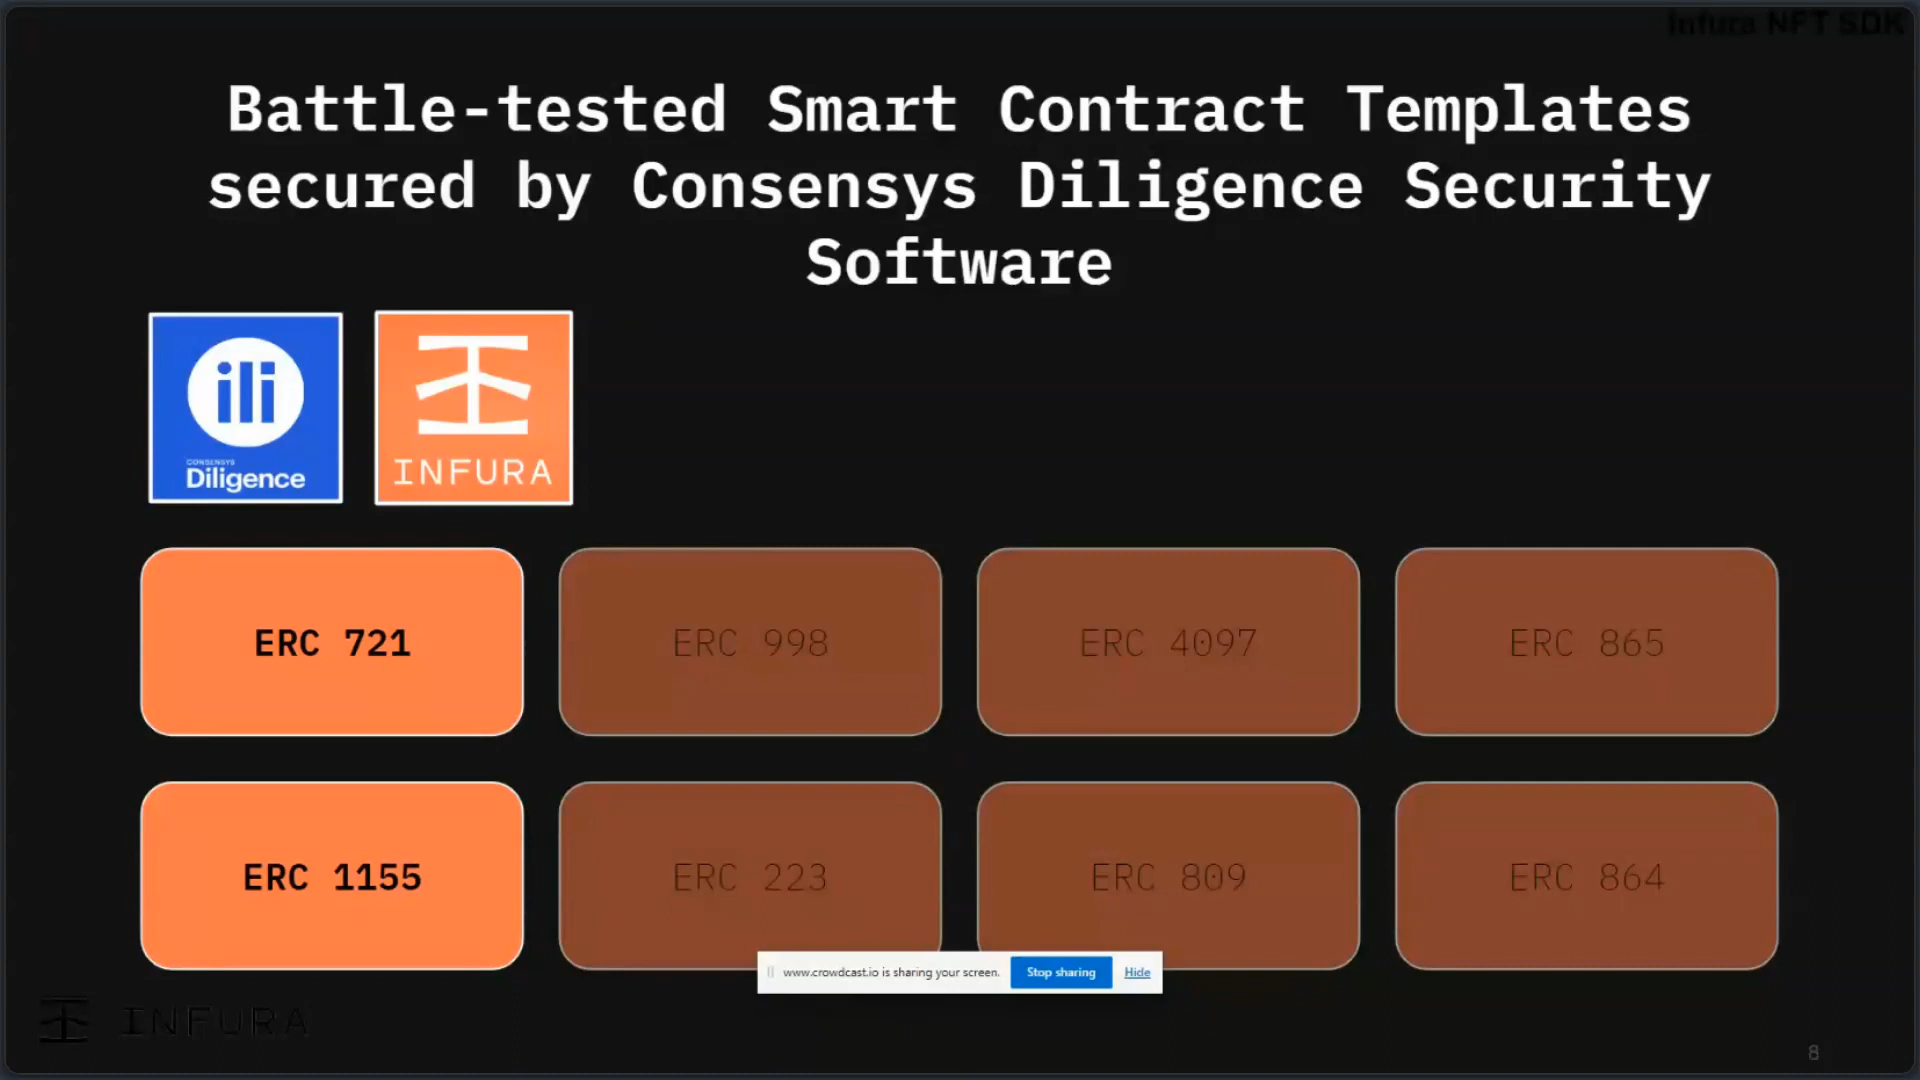 Infura NFT SDK
Battle-tested Smart Contract Templates
secured by Consensys Diligence Security
Software
CONSENSYS
Diligence
INFURA
ERC 721
ERC 998
ERC 4097
ERC 865
ERC 1155
ERC 223
ERC 809
ERC 864
www.crowdcast.io is sharing your screen.
Stop sharing
Hide
INFURA
8